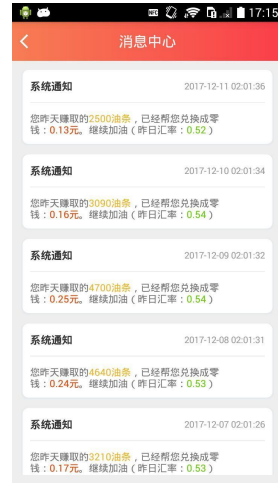 17:15
消息中心
系统通知 2017-12-11 02:01:36
您昨天赚取的2500油条，已经帮您兑换成零
钱：0.13元。继续加油（昨日汇率：0.52）
系统通知 2017-12-10 02:01:34
您昨天赚取的3090油条，已经帮您兑换成零
钱：0.16元。继续加油（昨日汇率：0.54）
系统通知 2017-12-09 02:01:32
您昨天赚取的4700油条，已经帮您兑换成零
钱：0.25元。继续加油（昨日汇率：0.54）
系统通知 2017-12-08 02:01:31
您昨天赚取的4640油条，已经帮您兑换成零
钱：0.24元。继续加油（昨日汇率：0.53）
系统通知 2017-12-07 02:01:26
您昨天赚取的3210油条，已经帮您兑换成零
钱：0.17元。继续加油（昨日汇率：0.53）